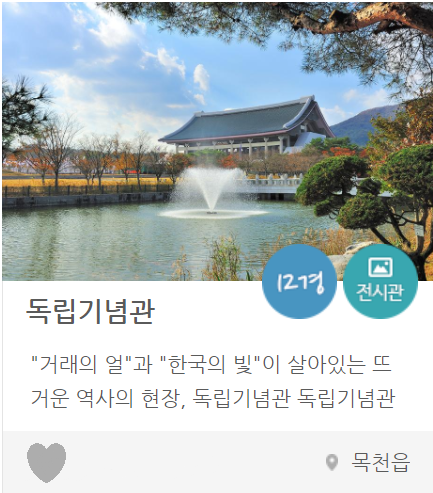 12경
전시관
독립기념관
"거래의 얼"과 "한국의 빛"이 살아있는 뜨
거운 역사의 현장, 독립기념관 독립기념관
목천읍